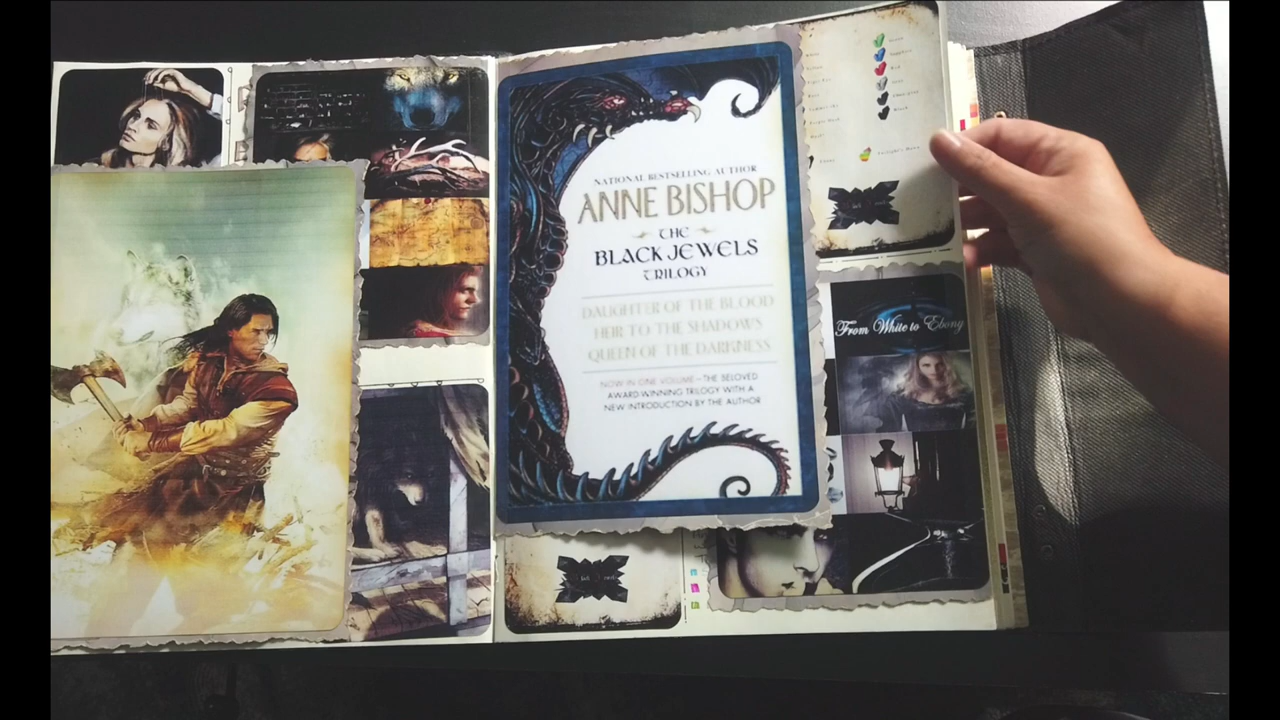 NATIONAL BESTSELLING AUTHOR
ANNE BISHOP
THE
BLACK JEWELS
TRILOGY
DAUGHTER OF THE BLOOD
HEIR TO THE SHADOWS
QUEEN OF THE DARKNESS
NOW IN ONE VOLUME—THE BELOVED
AWARD-WINNING TRILOGY WITH A
NEW INTRODUCTION BY THE AUTHOR
From White to Ebony